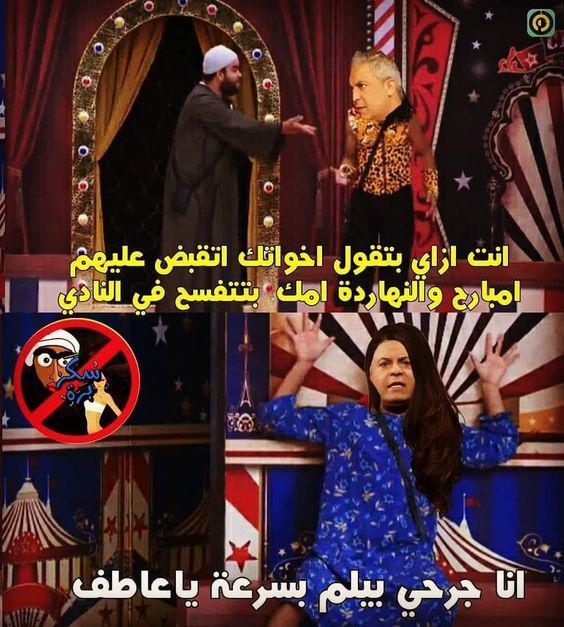 انت ازاي بتقول اخواتك اتقبض عليهم
امبارح والنهاردة امك بتتفسح في النادي
سُكَّر
بَرَّه
انا جرحي بيلم بسرعة ياعاطف